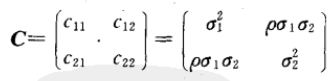 C = ( c₁₁ c₁₂ ) = ( σ₁² ρσ₁σ₂ )
·
( c₂₁ c₂₂ ) ( ρσ₁σ₂ σ₂² )